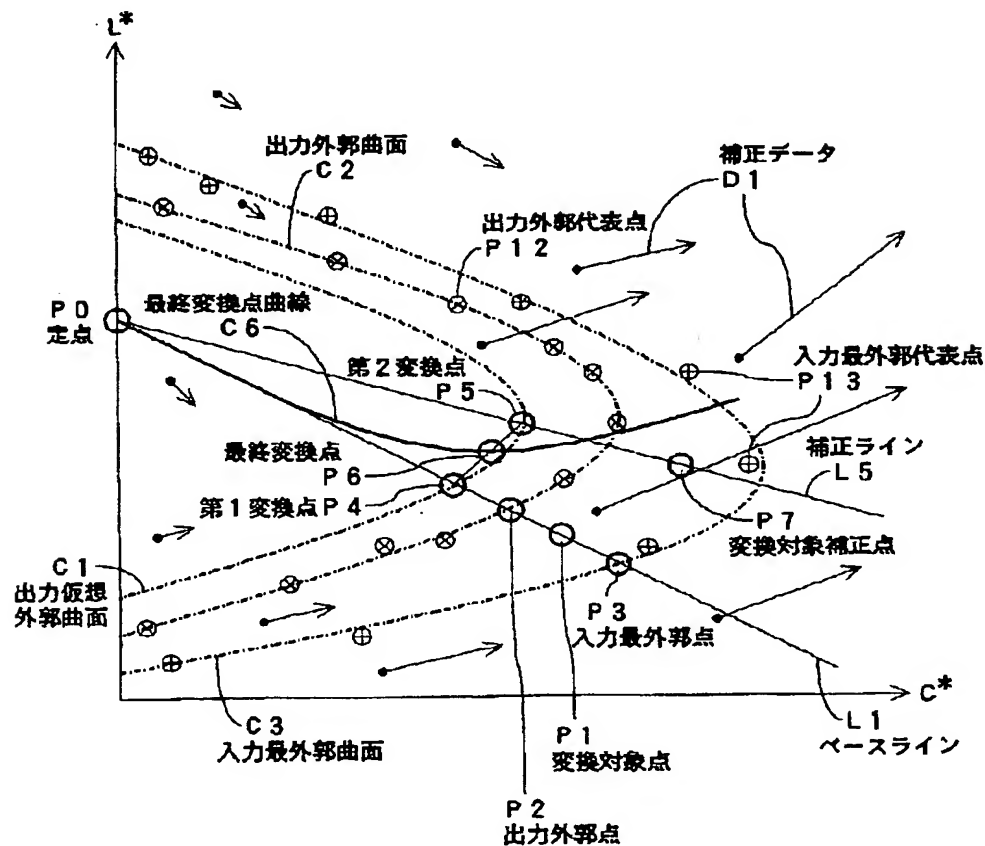 L*
出力外郭曲面
C2
補正データ
D1
出力外郭代表点
P12
P0
定点
最終変換点曲線
C6
第2変換点
P5
入力最外郭代表点
P13
最終変換点
P6
補正ライン
L5
第1変換点P4
P7
変換対象補正点
C1
出力仮想
外郭曲面
P3
入力最外郭点
C*
C3
入力最外郭曲面
P1
変換対象点
L1
ベースライン
P2
出力外郭点